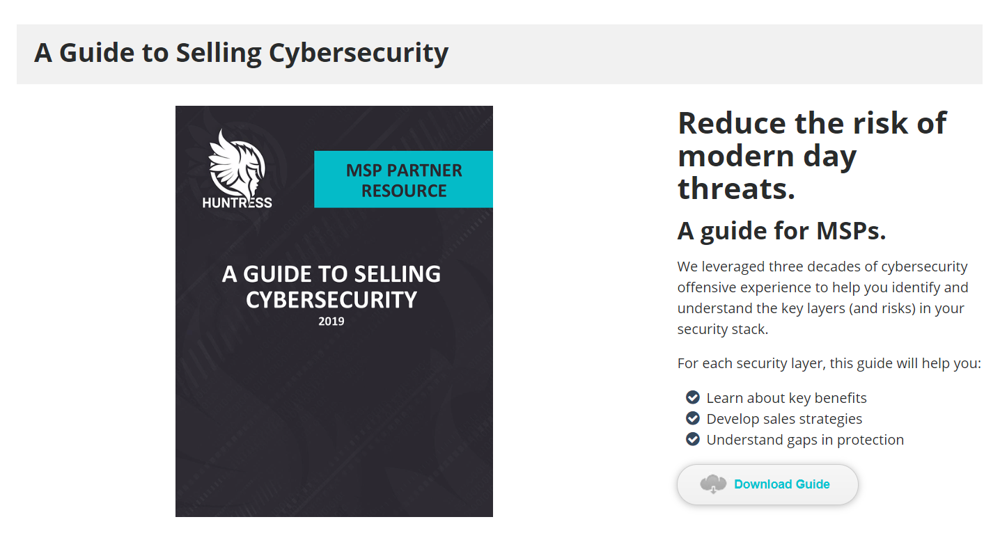 A Guide to Selling Cybersecurity
HUNTRESS
MSP PARTNER
RESOURCE
A GUIDE TO SELLING
CYBERSECURITY
2019
Reduce the risk of
modern day
threats.
A guide for MSPs.
We leveraged three decades of cybersecurity
offensive experience to help you identify and
understand the key layers (and risks) in your
security stack.
For each security layer, this guide will help you:
Learn about key benefits
Develop sales strategies
Understand gaps in protection
Download Guide